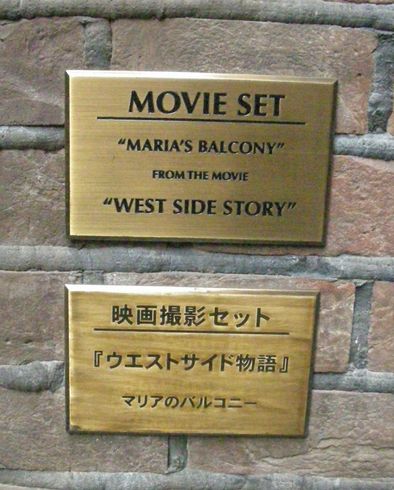 MOVIE SET
“MARIA'S BALCONY”
FROM THE MOVIE
“WEST SIDE STORY”
映画撮影セット
『ウエストサイド物語』
マリアのバルコニー